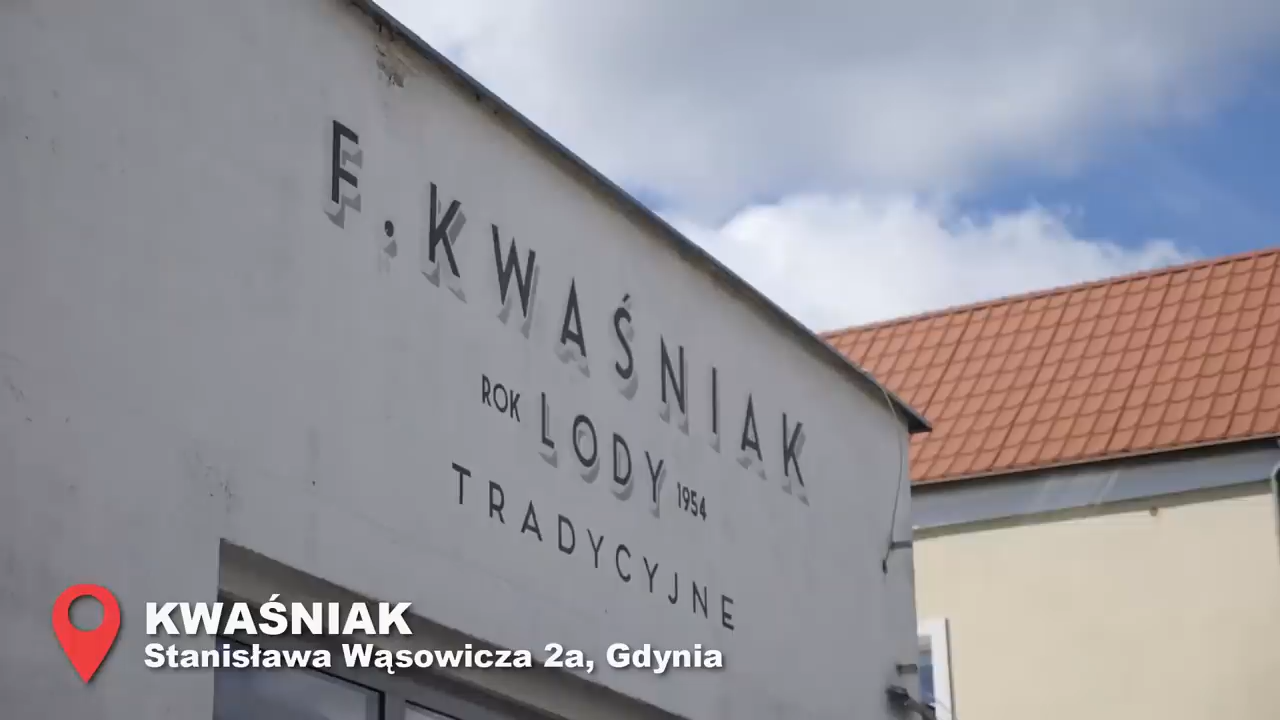 F. KWAŚNIAK
ROK LODY 1954
TRADYCYJNE
KWAŚNIAK
Stanisława Wąsowicza 2a, Gdynia